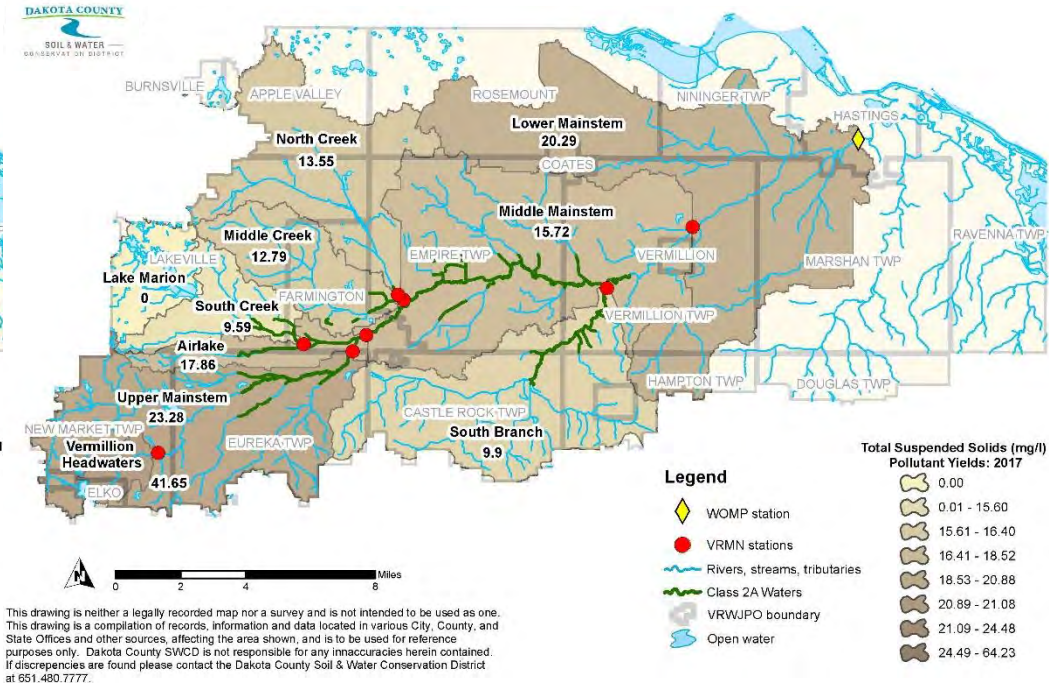 DAKOTA COUNTY
SOIL & WATER
CONSERVATION DISTRICT
BURNSVILLE
APPLE VALLEY
ROSEMOUNT
NININGER TWP
HASTINGS
North Creek
13.55
Lower Mainstem
20.29
COATES
Middle Creek
12.79
LAKEVILLE
Middle Mainstem
15.72
EMPIRE TWP
VERMILLION
RAVENNA TWP
MARSHAN TWP
Lake Marion
0
FARMINGTON
South Creek
9.59
VERMILLION TWP
Airlake
17.86
Upper Mainstem
23.28
HAMPTON TWP
DOUGLAS TWP
CASTLE ROCK TWP
South Branch
9.9
NEW MARKET TWP
EUREKA TWP
Vermillion
Headwaters
41.65
ELKO
Legend
WOMP station
VRMN stations
Rivers, streams, tributaries
Class 2A Waters
VRWJPO boundary
Open water
Total Suspended Solids (mg/l)
Pollutant Yields: 2017
0.00
0.01 - 15.60
15.61 - 16.40
16.41 - 18.52
18.53 - 20.88
20.89 - 21.08
21.09 - 24.48
24.49 - 64.23
N
0 2 4 8 Miles
This drawing is neither a legally recorded map nor a survey and is not intended to be used as one.
This drawing is a compilation of records, information and data located in various City, County, and
State Offices and other sources, affecting the area shown, and is to be used for reference
purposes only. Dakota County SWCD is not responsible for any innaccuracies herein contained.
If discrepencies are found please contact the Dakota County Soil & Water Conservation District
at 651.480.7777.